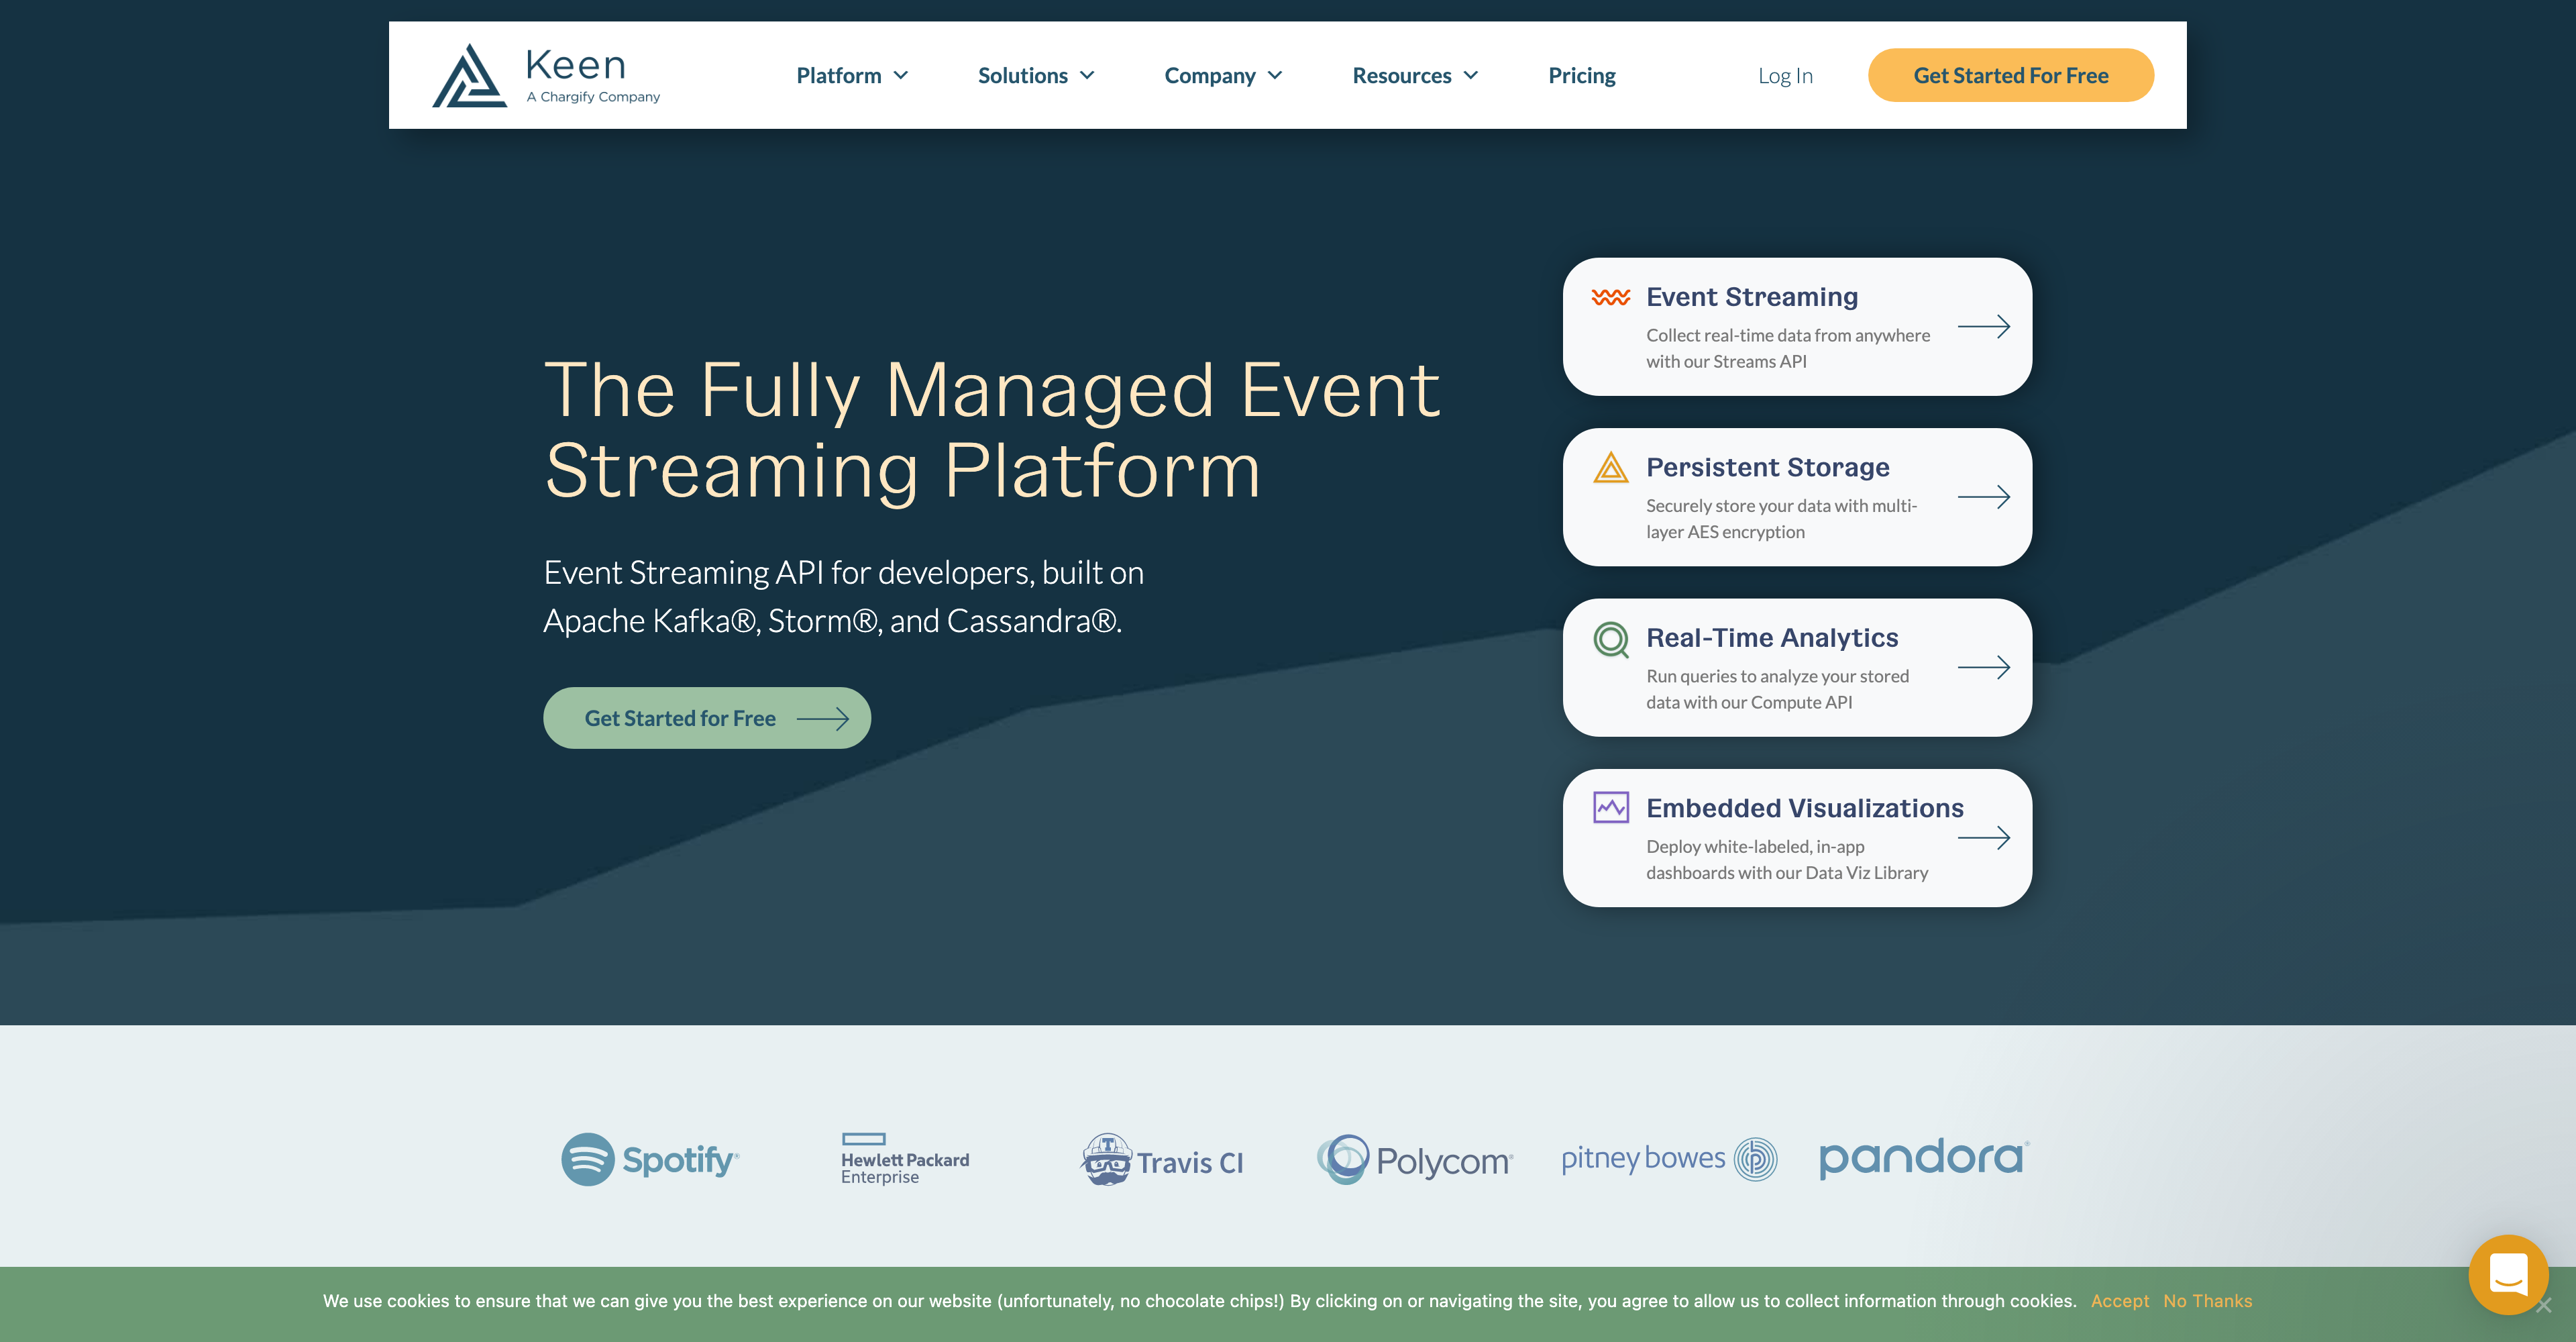 Keen
A Chargify Company
Platform
Solutions
Company
Resources
Pricing
Log In
Get Started For Free
The Fully Managed Event
Streaming Platform
Event Streaming API for developers, built on
Apache Kafka®, Storm®, and Cassandra®.
Get Started for Free
Event Streaming
Collect real-time data from anywhere
with our Streams API
Persistent Storage
Securely store your data with multi-
layer AES encryption
Real-Time Analytics
Run queries to analyze your stored
data with our Compute API
Embedded Visualizations
Deploy white-labeled, in-app
dashboards with our Data Viz Library
Spotify®
Hewlett Packard
Enterprise
Travis CI
Polycom®
pitney bowes
pandora®
We use cookies to ensure that we can give you the best experience on our website (unfortunately, no chocolate chips!) By clicking on or navigating the site, you agree to allow us to collect information through cookies. Accept No Thanks